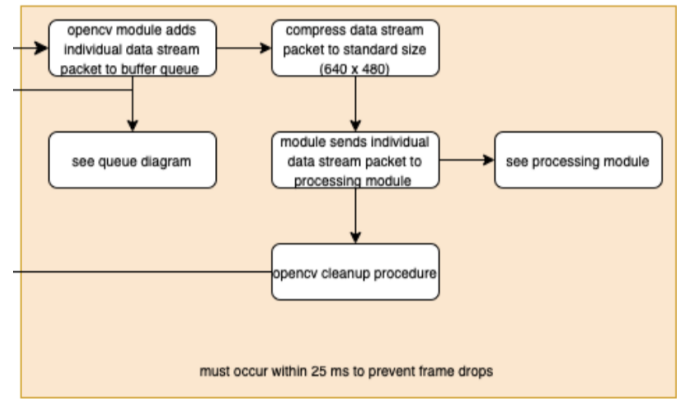 opencv module adds
individual data stream
packet to buffer queue
compress data stream
packet to standard size
(640 x 480)
see queue diagram
module sends individual
data stream packet to
processing module
see processing module
opencv cleanup procedure
must occur within 25 ms to prevent frame drops